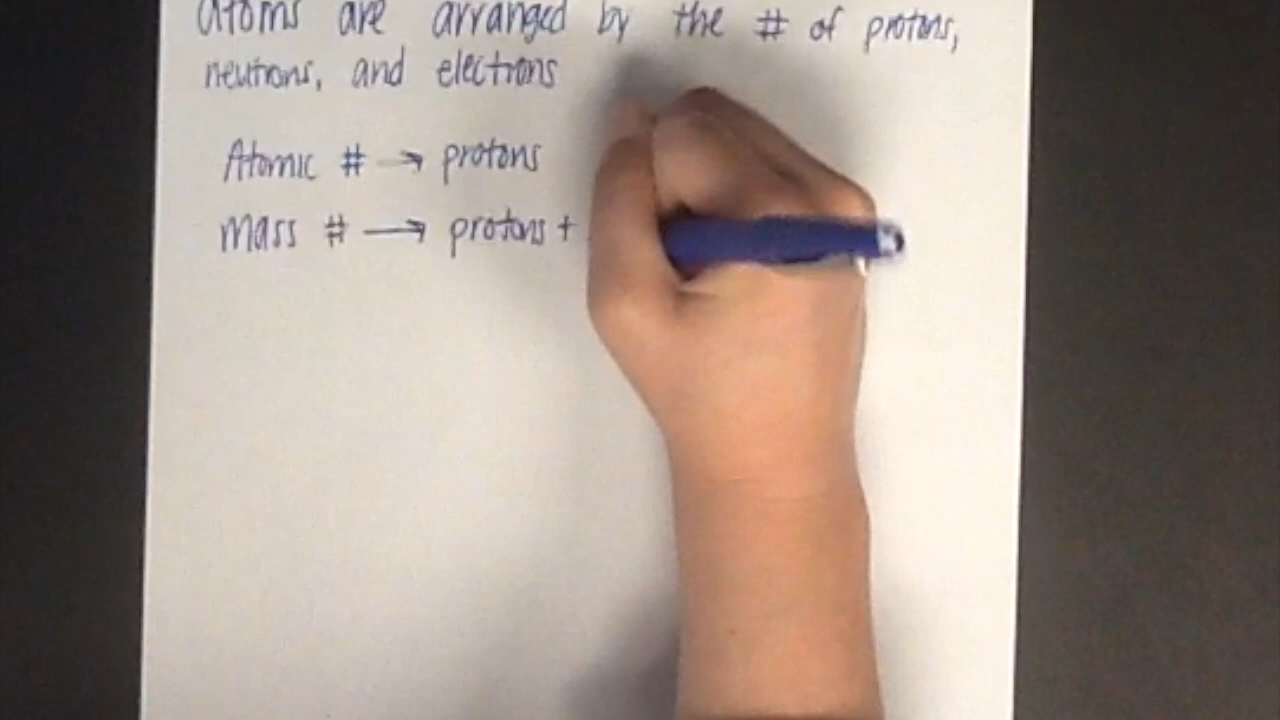 Atoms are arranged by the # of protons,
neutrons, and electrons
Atomic # → protons
Mass # → protons +